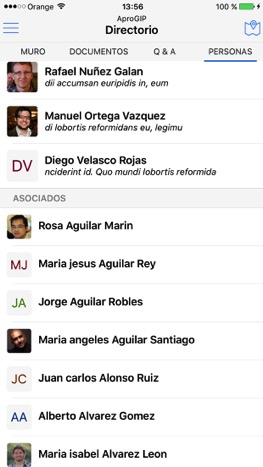 Orange 13:56 100 %
AproGIP
Directorio
MURO DOCUMENTOS Q & A PERSONAS
Rafael Nuñez Galan
dii accumsan euripidis in, eum
Manuel Ortega Vazquez
di lobortis reformidans eu, legimu
DV Diego Velasco Rojas
nciderint id. Quo mundi lobortis reformida
ASOCIADOS
Rosa Aguilar Marin
MJ Maria jesus Aguilar Rey
JA Jorge Aguilar Robles
Maria angeles Aguilar Santiago
JC Juan carlos Alonso Ruiz
AA Alberto Alvarez Gomez
Maria isabel Alvarez Leon